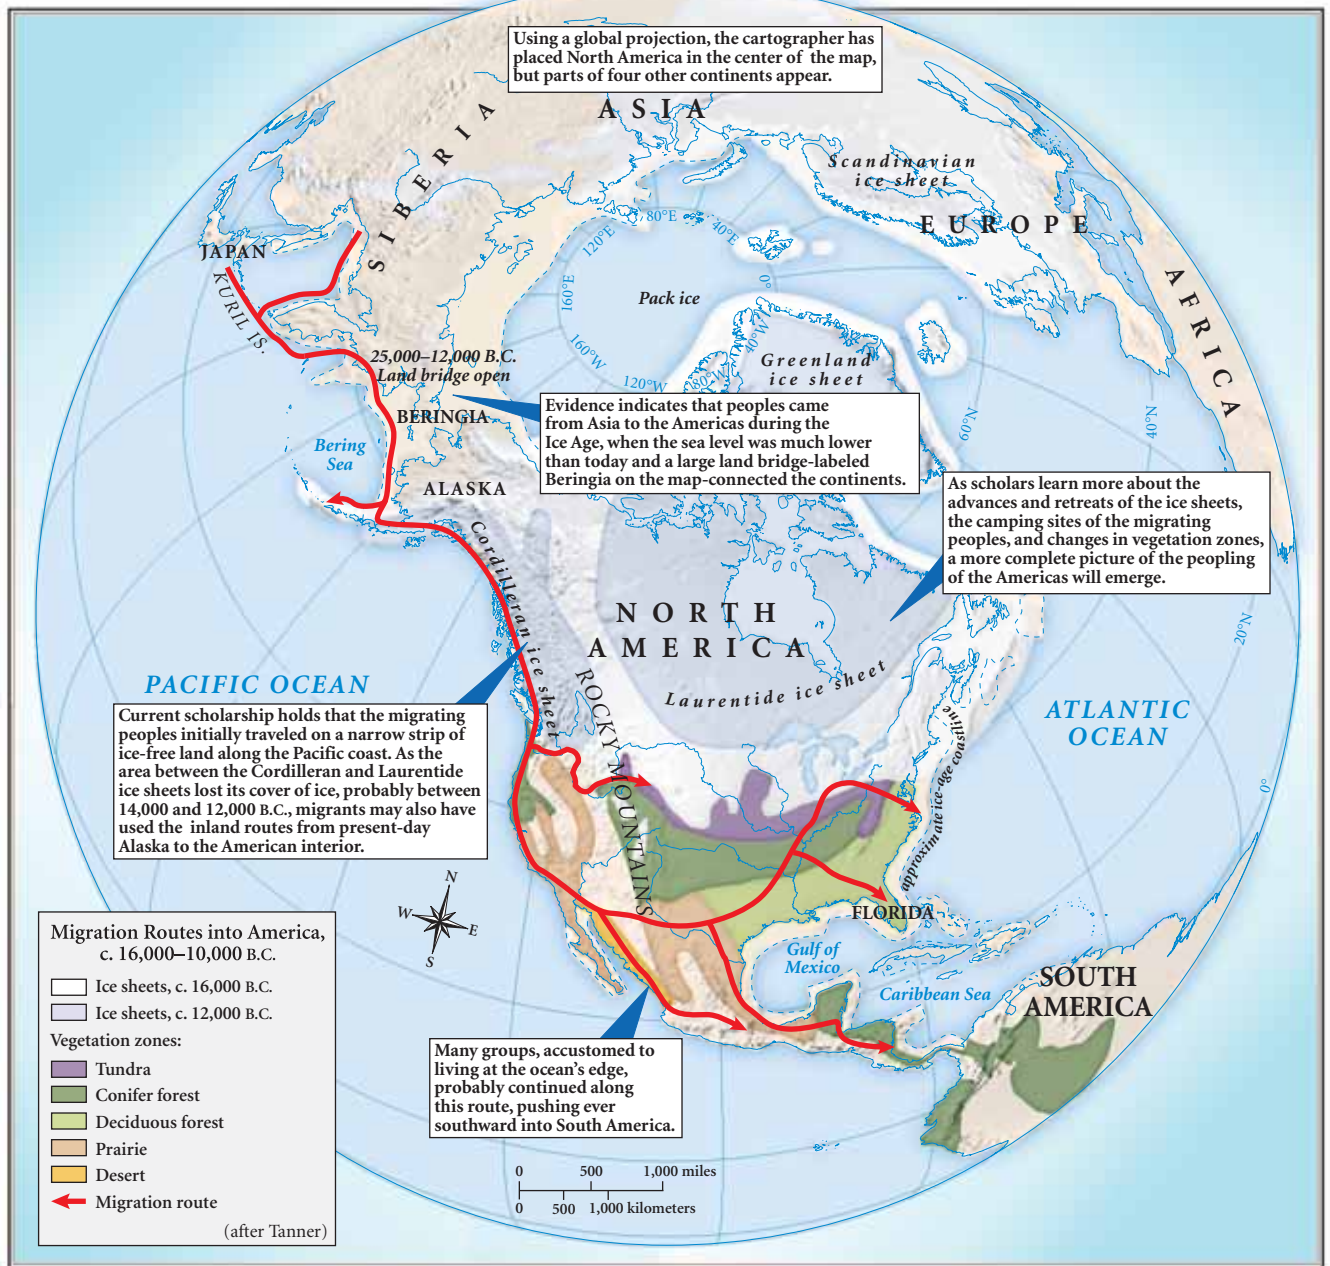 Using a global projection, the cartographer has
placed North America in the center of the map,
but parts of four other continents appear.
ASIA
SIBERIA
Scandinavian
ice sheet
EUROPE
AFRICA
JAPAN
KURIL IS.
80°E
40°E
120°E
0°
160°E
Pack ice
160°W
40°W
120°W
80°W
Greenland
ice sheet
25,000–12,000 B.C.
Land bridge open
BERINGIA
Evidence indicates that peoples came
from Asia to the Americas during the
Ice Age, when the sea level was much lower
than today and a large land bridge-labeled
Beringia on the map-connected the continents.
60°N
40°N
Bering
Sea
ALASKA
As scholars learn more about the
advances and retreats of the ice sheets,
the camping sites of the migrating
peoples, and changes in vegetation zones,
a more complete picture of the peopling
of the Americas will emerge.
Cordilleran ice sheet
NORTH
AMERICA
20°N
Laurentide ice sheet
ROCKY MOUNTAINS
PACIFIC OCEAN
ATLANTIC
OCEAN
Current scholarship holds that the migrating
peoples initially traveled on a narrow strip of
ice-free land along the Pacific coast. As the
area between the Cordilleran and Laurentide
ice sheets lost its cover of ice, probably between
14,000 and 12,000 B.C., migrants may also have
used the inland routes from present-day
Alaska to the American interior.
approximate ice-age coastline
0°
N
W
E
S
FLORIDA
Gulf of
Mexico
Caribbean Sea
SOUTH
AMERICA
Migration Routes into America,
c. 16,000–10,000 B.C.
Ice sheets, c. 16,000 B.C.
Ice sheets, c. 12,000 B.C.
Vegetation zones:
Tundra
Conifer forest
Deciduous forest
Prairie
Desert
Migration route
(after Tanner)
Many groups, accustomed to
living at the ocean's edge,
probably continued along
this route, pushing ever
southward into South America.
0 500 1,000 miles
0 500 1,000 kilometers